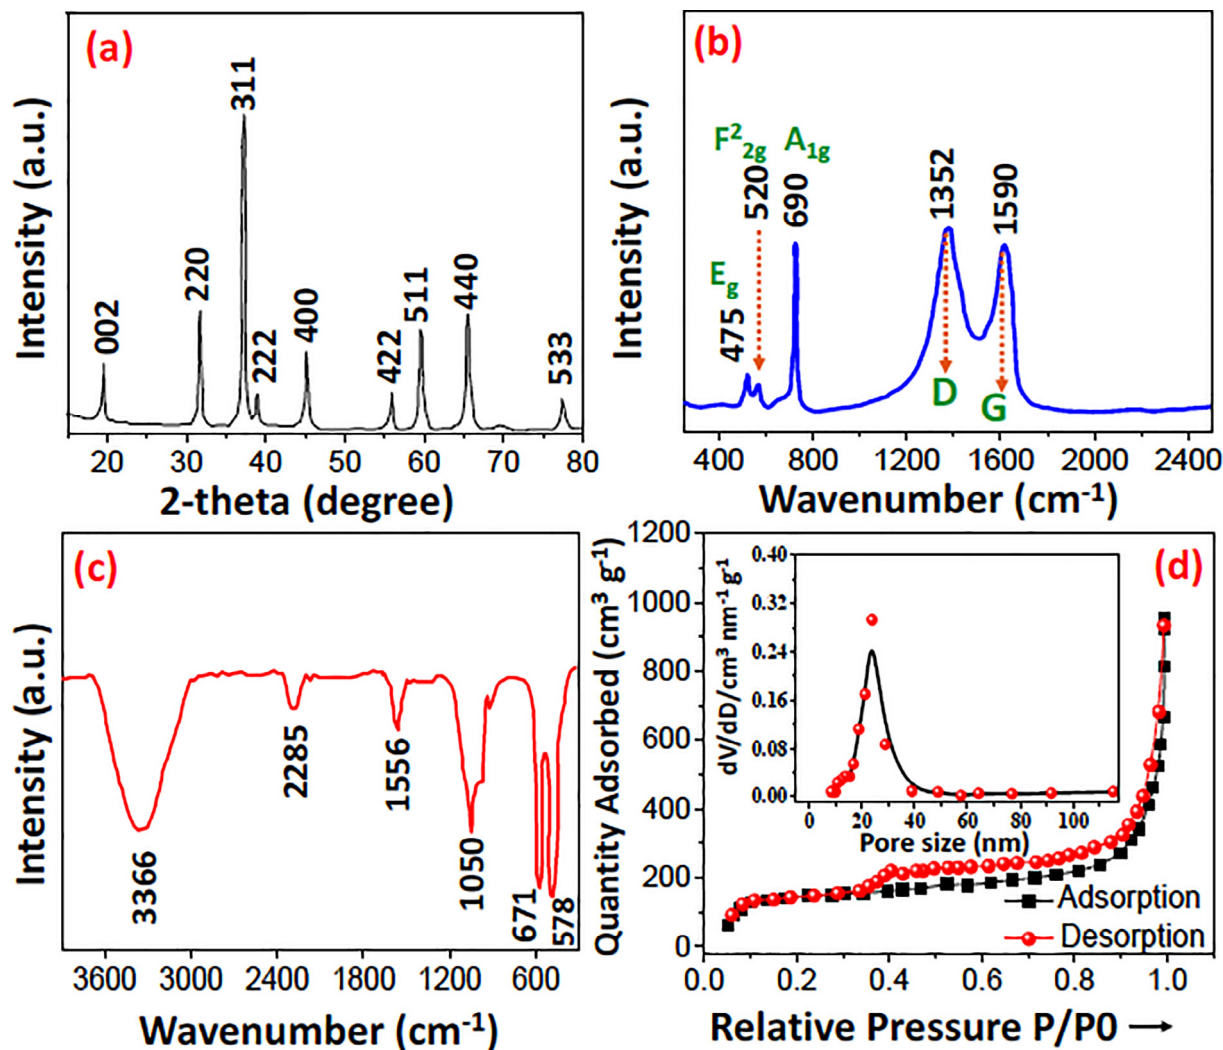 (a)
Intensity (a.u.)
002
220
311
222
400
422
511
440
533
20 30 40 50 60 70 80
2-theta (degree)
(b)
Intensity (a.u.)
F²₂g A₁g
Eg
475
520
690
1352
1590
D
G
400 800 1200 1600 2000 2400
Wavenumber (cm⁻¹)
(c)
Intensity (a.u.)
3366
2285
1556
1050
671
578
3600 3000 2400 1800 1200 600
Wavenumber (cm⁻¹)
(d)
Quantity Adsorbed (cm³ g⁻¹)
1200
1000
800
600
400
200
0
dV/dD/cm³ nm⁻¹ g⁻¹
0.40
0.32
0.24
0.16
0.08
0.00
0 20 40 60 80 100
Pore size (nm)
Adsorption
Desorption
0.0 0.2 0.4 0.6 0.8 1.0
Relative Pressure P/P0 →